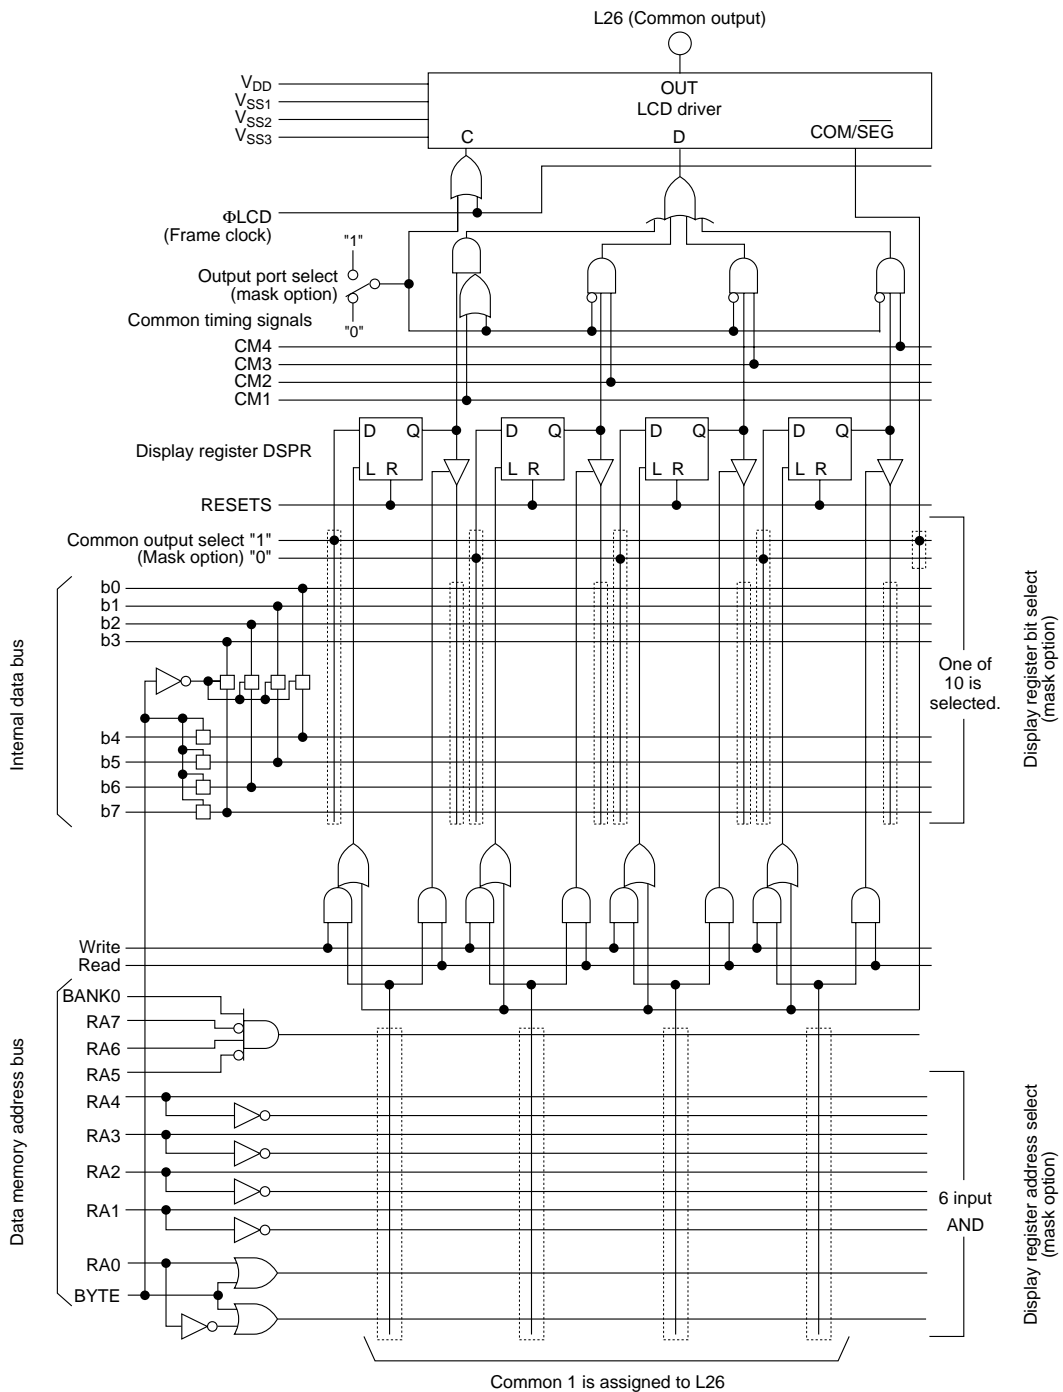 L26 (Common output)
VDD
VSS1
VSS2
VSS3
OUT
LCD driver
C
D
COM/SEG
ΦLCD
(Frame clock)
"1"
Output port select
(mask option)
Common timing signals
"0"
CM4
CM3
CM2
CM1
Display register DSPR
D Q
L R
D Q
L R
D Q
L R
D Q
L R
RESETS
Common output select "1"
(Mask option) "0"
b0
b1
b2
b3
b4
b5
b6
b7
Internal data bus
One of
10 is
selected.
Display register bit select
(mask option)
Write
Read
BANK0
RA7
RA6
RA5
RA4
RA3
RA2
RA1
RA0
BYTE
Data memory address bus
6 input
AND
Display register address select
(mask option)
Common 1 is assigned to L26